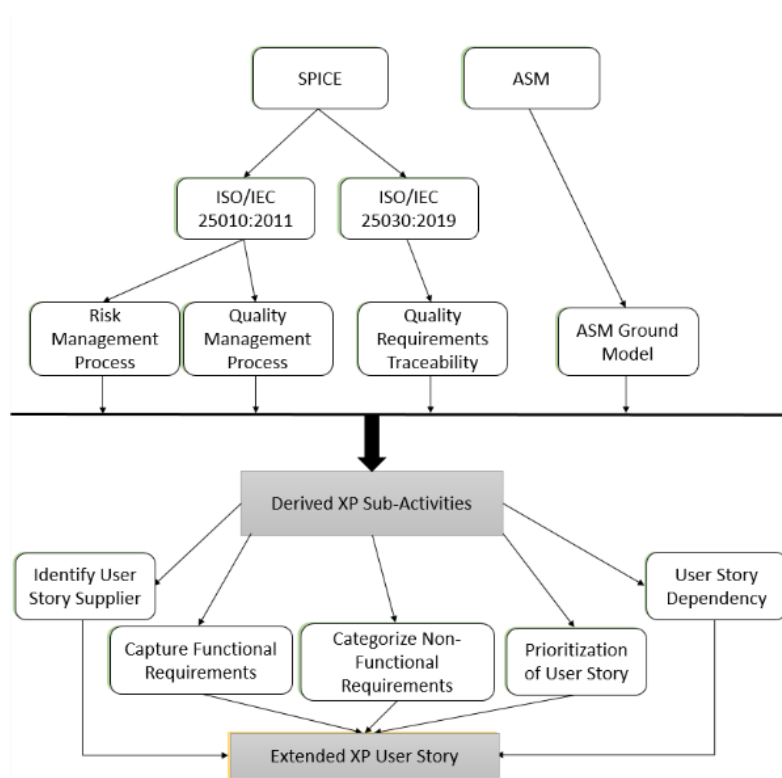 SPICE
ASM
ISO/IEC
25010:2011
ISO/IEC
25030:2019
Risk
Management
Process
Quality
Management
Process
Quality
Requirements
Traceability
ASM Ground
Model
Derived XP Sub-Activities
Identify User
Story Supplier
User Story
Dependency
Capture Functional
Requirements
Categorize Non-
Functional
Requirements
Prioritization
of User Story
Extended XP User Story